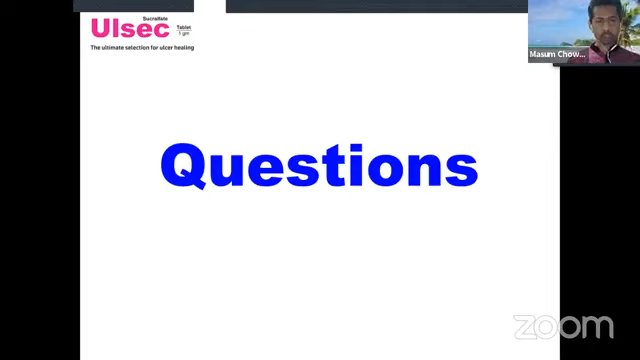 Sucralfate
Ulsec Tablet
1 gm
The ultimate selection for ulcer healing
Masum Chow...
Questions
zoom